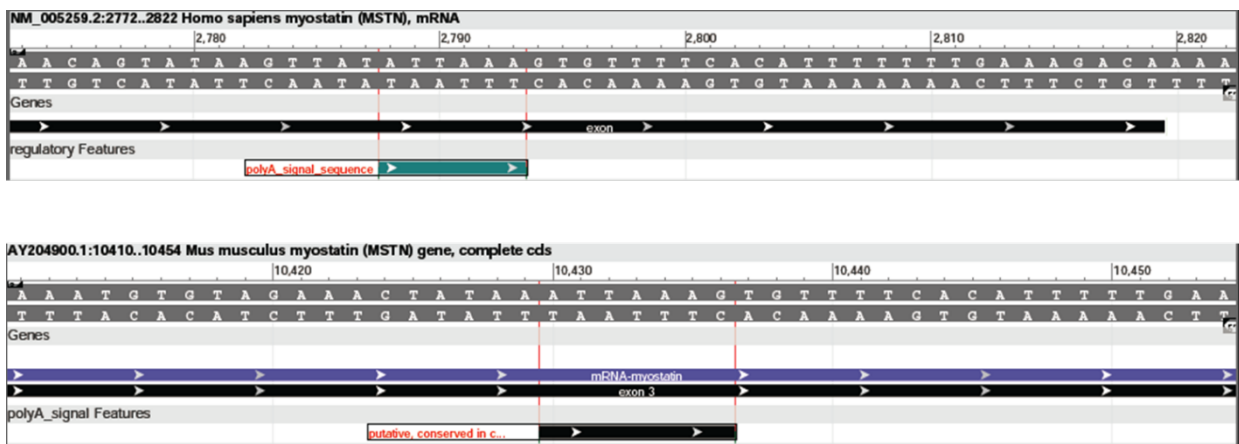 NM_005259.2:2772..2822 Homo sapiens myostatin (MSTN), mRNA
2,780 2,790 2,800 2,810 2,820
A A C A G T A T A A G T T A T A T T A A A G T G T T T T C A C A T T T T T T T G A A A G A C A A A
T T G T C A T A T T C A A T A T A A T T T C A C A A A A G T G T A A A A A A A C T T T C T G T T T
Genes
exon
regulatory Features
polyA_signal_sequence
AY204900.1:10410..10454 Mus musculus myostatin (MSTN) gene, complete cds
10,420 10,430 10,440 10,450
A A A T G T G T A G A A A C T A T A A A T T A A A G T G T T T T C A C A T T T T T G A A
T T T A C A C A T C T T T G A T A T T T A A T T T C A C A A A A G T G T A A A A A C T T
Genes
mRNA-myostatin
exon 3
polyA_signal Features
putative, conserved in c...